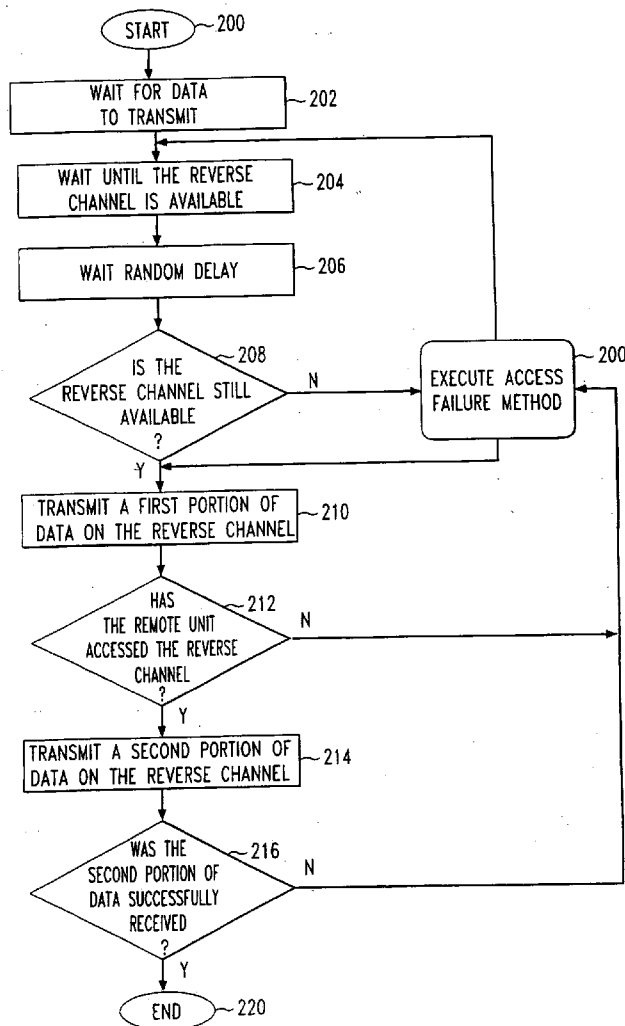 START
200
WAIT FOR DATA
TO TRANSMIT
202
WAIT UNTIL THE REVERSE
CHANNEL IS AVAILABLE
204
WAIT RANDOM DELAY
206
IS THE
REVERSE CHANNEL STILL
AVAILABLE
?
208
N
Y
EXECUTE ACCESS
FAILURE METHOD
200
TRANSMIT A FIRST PORTION OF
DATA ON THE REVERSE CHANNEL
210
HAS
THE REMOTE UNIT
ACCESSED THE REVERSE
CHANNEL
?
212
N
Y
TRANSMIT A SECOND PORTION OF
DATA ON THE REVERSE CHANNEL
214
WAS THE
SECOND PORTION OF
DATA SUCCESSFULLY
RECEIVED
?
216
N
Y
END
220